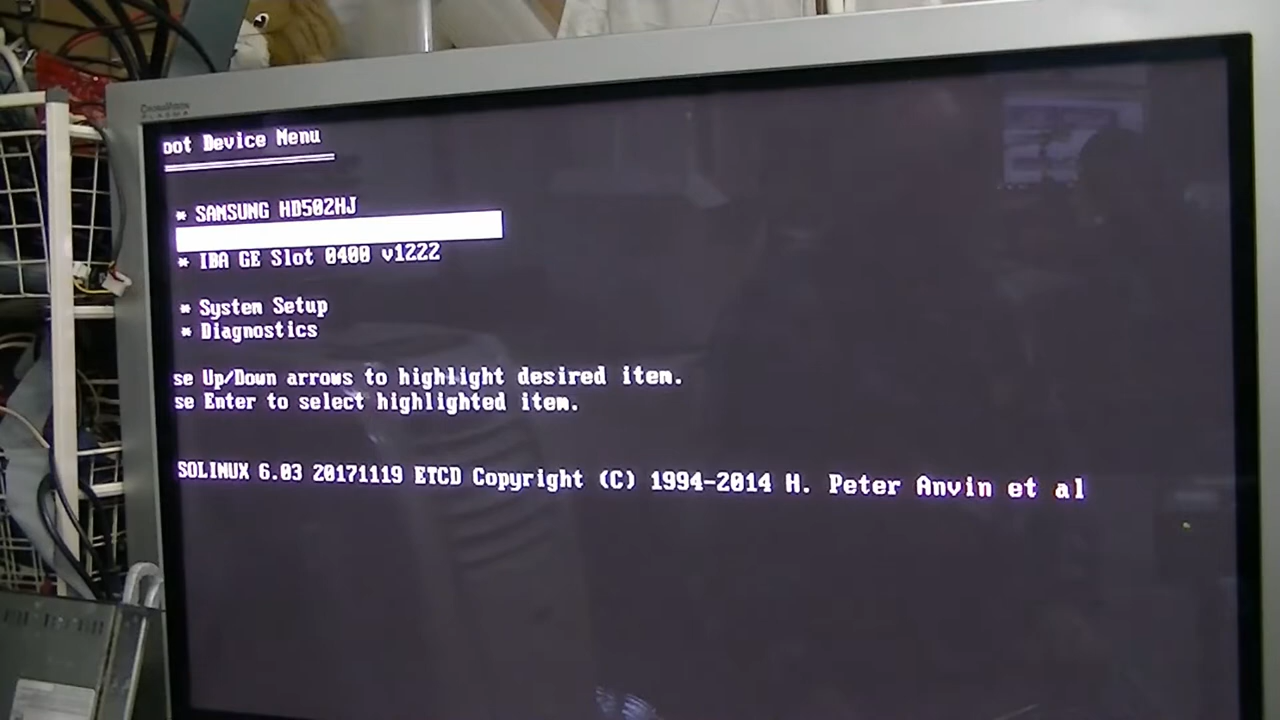 oot Device Menu
* SAMSUNG HD502HJ
* IBA GE Slot 0400 v1222
* System Setup
* Diagnostics
se Up/Down arrows to highlight desired item.
se Enter to select highlighted item.
SOLINUX 6.03 20171119 ETCD Copyright (C) 1994-2014 H. Peter Anvin et al